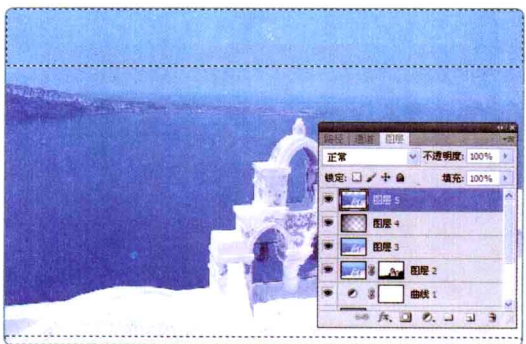 路径 通道 图层
正常 不透明度: 100%
锁定: 填充: 100%
图层 5
图层 4
图层 3
图层 2
曲线 1
fx.